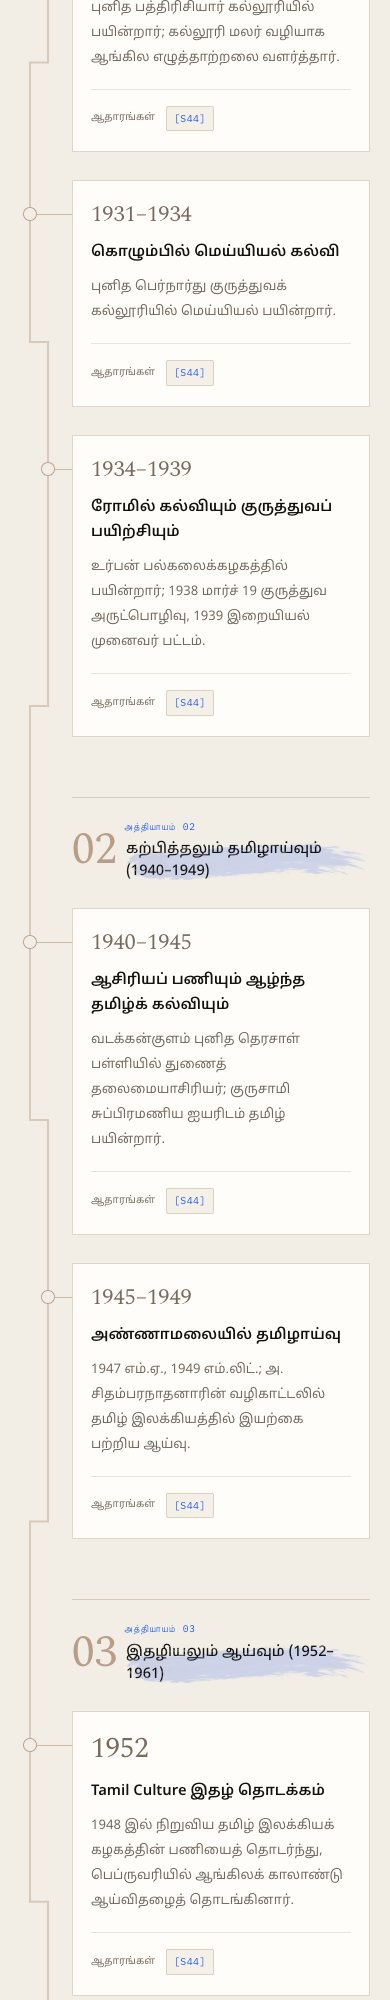 புனித பத்திரிசியார் கல்லூரியில்
பயின்றார்; கல்லூரி மலர் வழியாக
ஆங்கில எழுத்தாற்றலை வளர்த்தார்.
ஆதாரங்கள் [S44]
1931–1934
கொழும்பில் மெய்யியல் கல்வி
புனித பெர்நார்து குருத்துவக்
கல்லூரியில் மெய்யியல் பயின்றார்.
ஆதாரங்கள் [S44]
1934–1939
ரோமில் கல்வியும் குருத்துவப்
பயிற்சியும்
உர்பன் பல்கலைக்கழகத்தில்
பயின்றார்; 1938 மார்ச் 19 குருத்துவ
அருட்பொழிவு, 1939 இறையியல்
முனைவர் பட்டம்.
ஆதாரங்கள் [S44]
அத்தியாயம் 02
02 கற்பித்தலும் தமிழாய்வும்
(1940–1949)
1940–1945
ஆசிரியப் பணியும் ஆழ்ந்த
தமிழ்க் கல்வியும்
வடக்கன்குளம் புனித தெரசாள்
பள்ளியில் துணைத்
தலைமையாசிரியர்; குருசாமி
சுப்பிரமணிய ஐயரிடம் தமிழ்
பயின்றார்.
ஆதாரங்கள் [S44]
1945–1949
அண்ணாமலையில் தமிழாய்வு
1947 எம்.ஏ., 1949 எம்.லிட்.; அ.
சிதம்பரநாதனாரின் வழிகாட்டலில்
தமிழ் இலக்கியத்தில் இயற்கை
பற்றிய ஆய்வு.
ஆதாரங்கள் [S44]
அத்தியாயம் 03
03 இதழியலும் ஆய்வும் (1952–
1961)
1952
Tamil Culture இதழ் தொடக்கம்
1948 இல் நிறுவிய தமிழ் இலக்கியக்
கழகத்தின் பணியைத் தொடர்ந்து,
பெப்ருவரியில் ஆங்கிலக் காலாண்டு
ஆய்விதழைத் தொடங்கினார்.
ஆதாரங்கள் [S44]